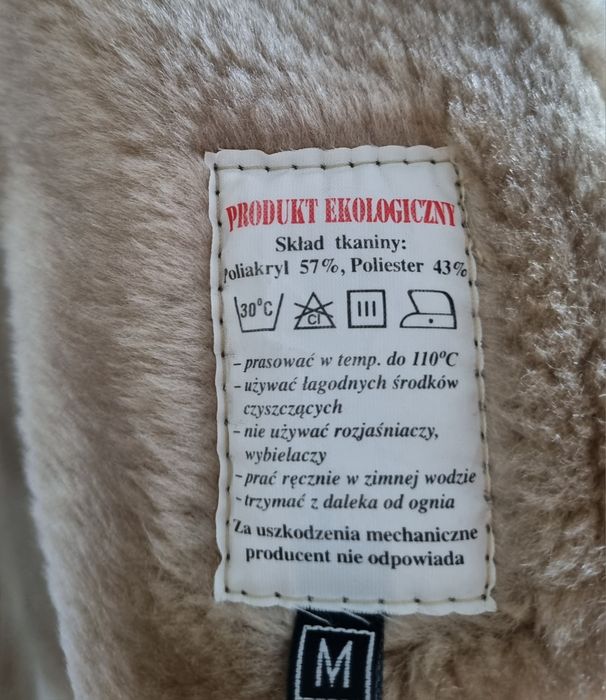 PRODUKT EKOLOGICZNY
Skład tkaniny:
Poliakryl 57%, Poliester 43%
30°C Cl
-prasować w temp. do 110°C
-używać łagodnych środków
czyszczących
-nie używać rozjaśniaczy,
wybielaczy
-prać ręcznie w zimnej wodzie
-trzymać z daleka od ognia
Za uszkodzenia mechaniczne
producent nie odpowiada
M